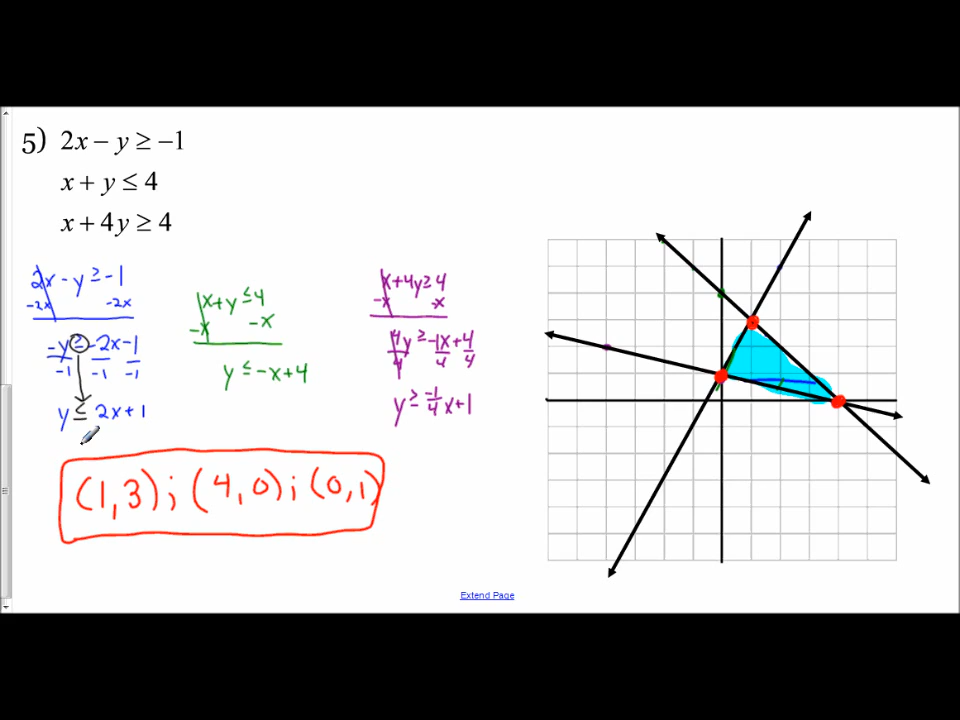 5) 2x − y ≥ −1
x + y ≤ 4
x + 4y ≥ 4
2x - y ≥ -1
-2x -2x
-y ≥ -2x -1
-1 -1 -1
y ≤ 2x + 1
x + y ≤ 4
-x -x
y ≤ -x + 4
x + 4y ≥ 4
-x -x
4y ≥ -1x + 4
4 4 4
y ≥ -1/4 x + 1
(1,3) ; (4,0) ; (0,1)
Extend Page